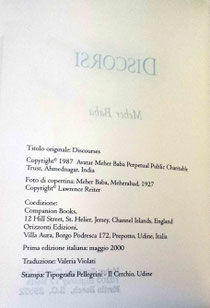 DISCORSI
Meher Baba
Titolo originale: Discourses
Copyright© 1987 Avatar Meher Baba Perpetual Public Charitable
Trust, Ahmednagar, India
Foto di copertina: Meher Baba, Meherabad, 1927
Copyright© Lawrence Reiter
Coedizione:
Companion Books,
12 Hill Street, St. Helier, Jersey, Channel Islands, England
Orizzonti Edizioni,
Villa Aura, Borgo Podresca 172, Prepotto, Udine, Italia
Prima edizione italiana: maggio 2000
Traduzione: Valeria Violati
Stampa: Tipografia Pellegrini - Il Cerchio, Udine